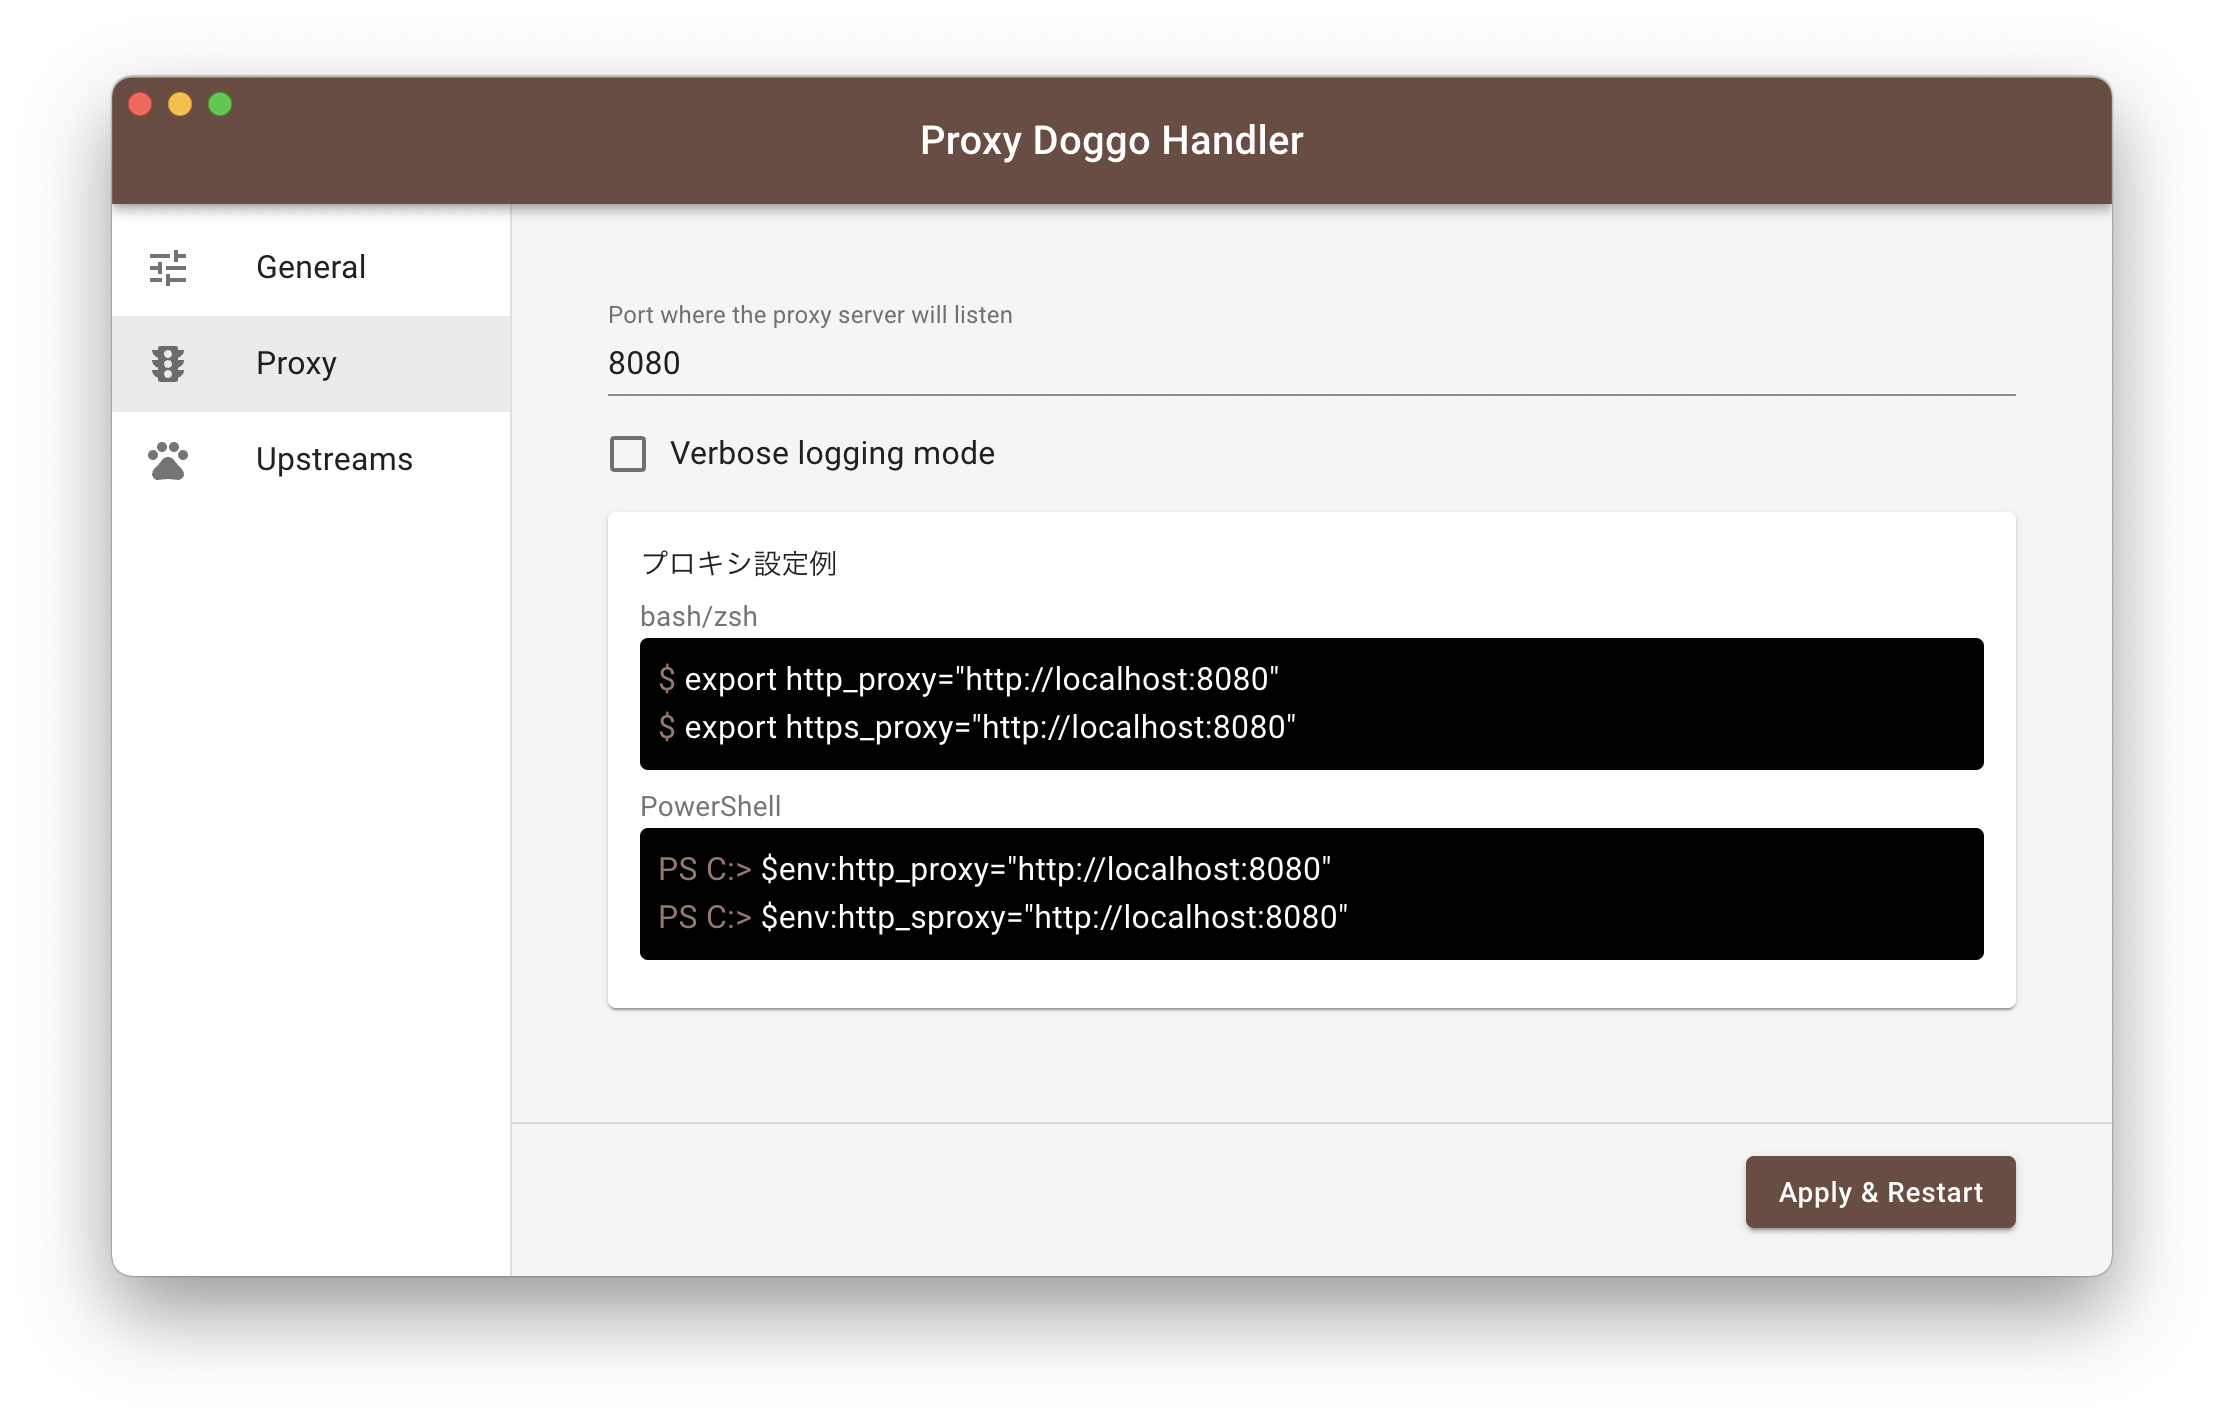 Proxy Doggo Handler
General
Proxy
Upstreams
Port where the proxy server will listen
8080
Verbose logging mode
プロキシ設定例
bash/zsh
$ export http_proxy="http://localhost:8080"
$ export https_proxy="http://localhost:8080"
PowerShell
PS C:> $env:http_proxy="http://localhost:8080"
PS C:> $env:http_sproxy="http://localhost:8080"
Apply & Restart